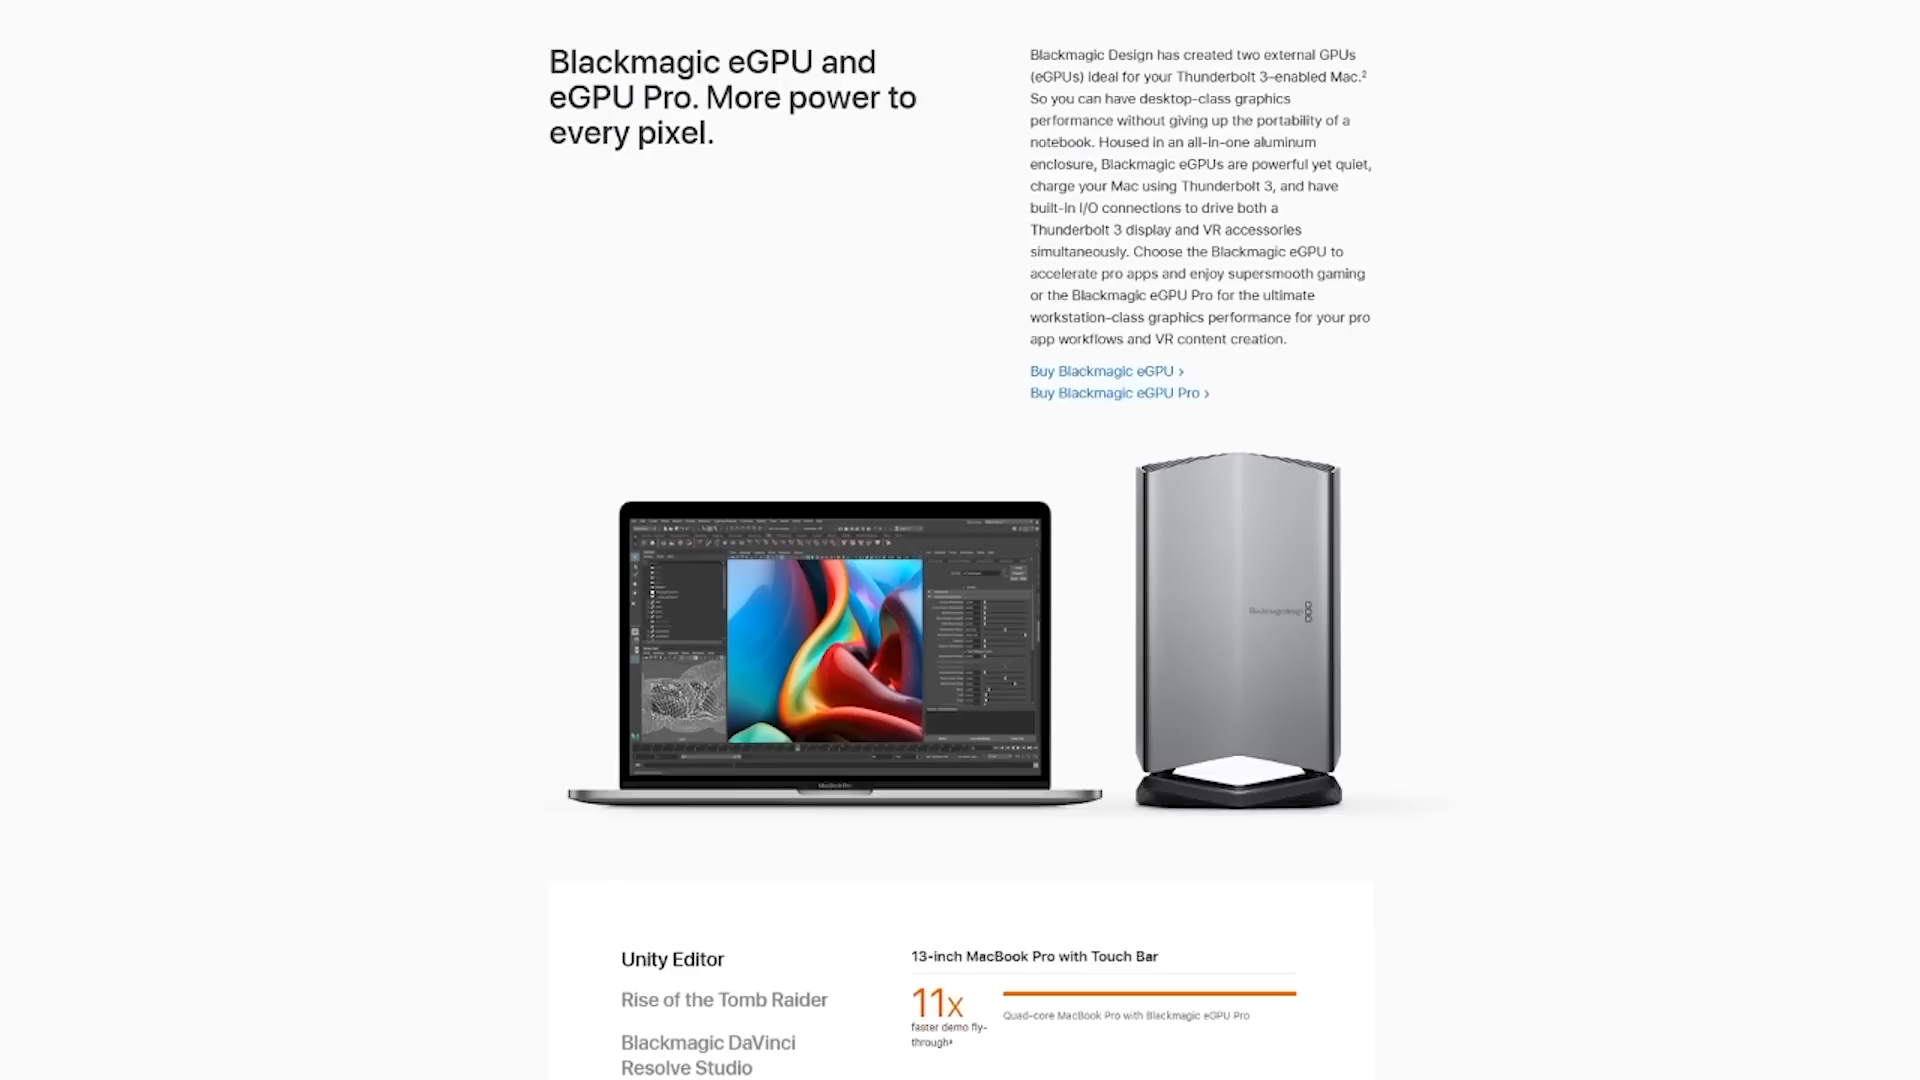 Blackmagic eGPU and
eGPU Pro. More power to
every pixel.
Blackmagic Design has created two external GPUs
(eGPUs) ideal for your Thunderbolt 3–enabled Mac.²
So you can have desktop-class graphics
performance without giving up the portability of a
notebook. Housed in an all-in-one aluminum
enclosure, Blackmagic eGPUs are powerful yet quiet,
charge your Mac using Thunderbolt 3, and have
built-in I/O connections to drive both a
Thunderbolt 3 display and VR accessories
simultaneously. Choose the Blackmagic eGPU to
accelerate pro apps and enjoy supersmooth gaming
or the Blackmagic eGPU Pro for the ultimate
workstation-class graphics performance for your pro
app workflows and VR content creation.
Buy Blackmagic eGPU ›
Buy Blackmagic eGPU Pro ›
Blackmagicdesign
MacBook Pro
Unity Editor
Rise of the Tomb Raider
Blackmagic DaVinci
Resolve Studio
13-inch MacBook Pro with Touch Bar
11x
faster demo fly-
through³
Quad-core MacBook Pro with Blackmagic eGPU Pro